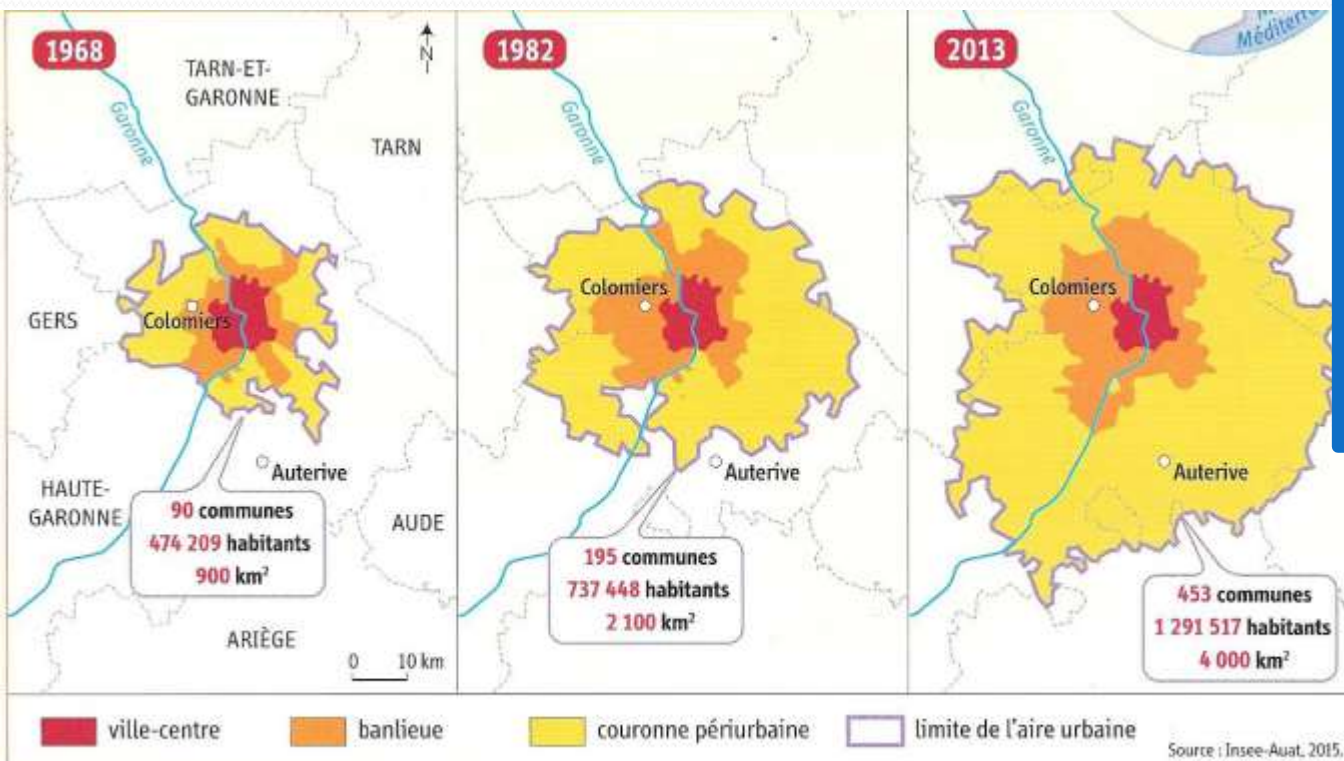 1968
TARN-ET-
GARONNE
N
Garonne
TARN
GERS
Colomiers
Auterive
HAUTE-
GARONNE
AUDE
90 communes
474 209 habitants
900 km²
ARIÈGE
0 10 km
1982
Garonne
Colomiers
Auterive
195 communes
737 448 habitants
2 100 km²
2013
Méditerra
Garonne
Colomiers
Auterive
453 communes
1 291 517 habitants
4 000 km²
ville-centre
banlieue
couronne périurbaine
limite de l'aire urbaine
Source : Insee-Auat, 2015.